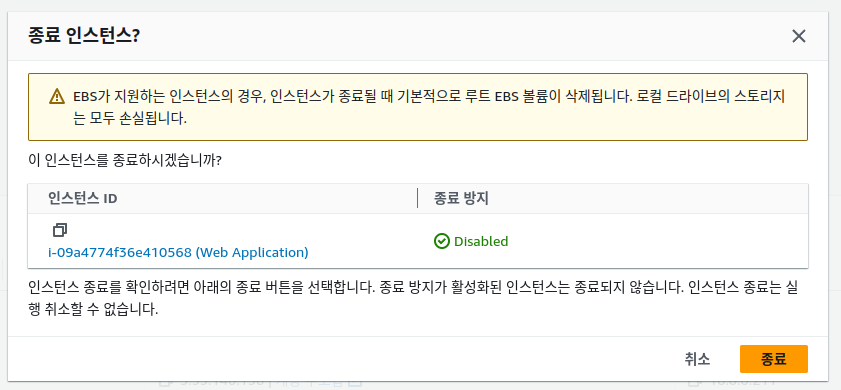 종료 인스턴스?
EBS가 지원하는 인스턴스의 경우, 인스턴스가 종료될 때 기본적으로 루트 EBS 볼륨이 삭제됩니다. 로컬 드라이브의 스토리지
는 모두 손실됩니다.
이 인스턴스를 종료하시겠습니까?
인스턴스 ID 종료 방지
i-09a4774f36e410568 (Web Application) Disabled
인스턴스 종료를 확인하려면 아래의 종료 버튼을 선택합니다. 종료 방지가 활성화된 인스턴스는 종료되지 않습니다. 인스턴스 종료는 실
행 취소할 수 없습니다.
취소 종료